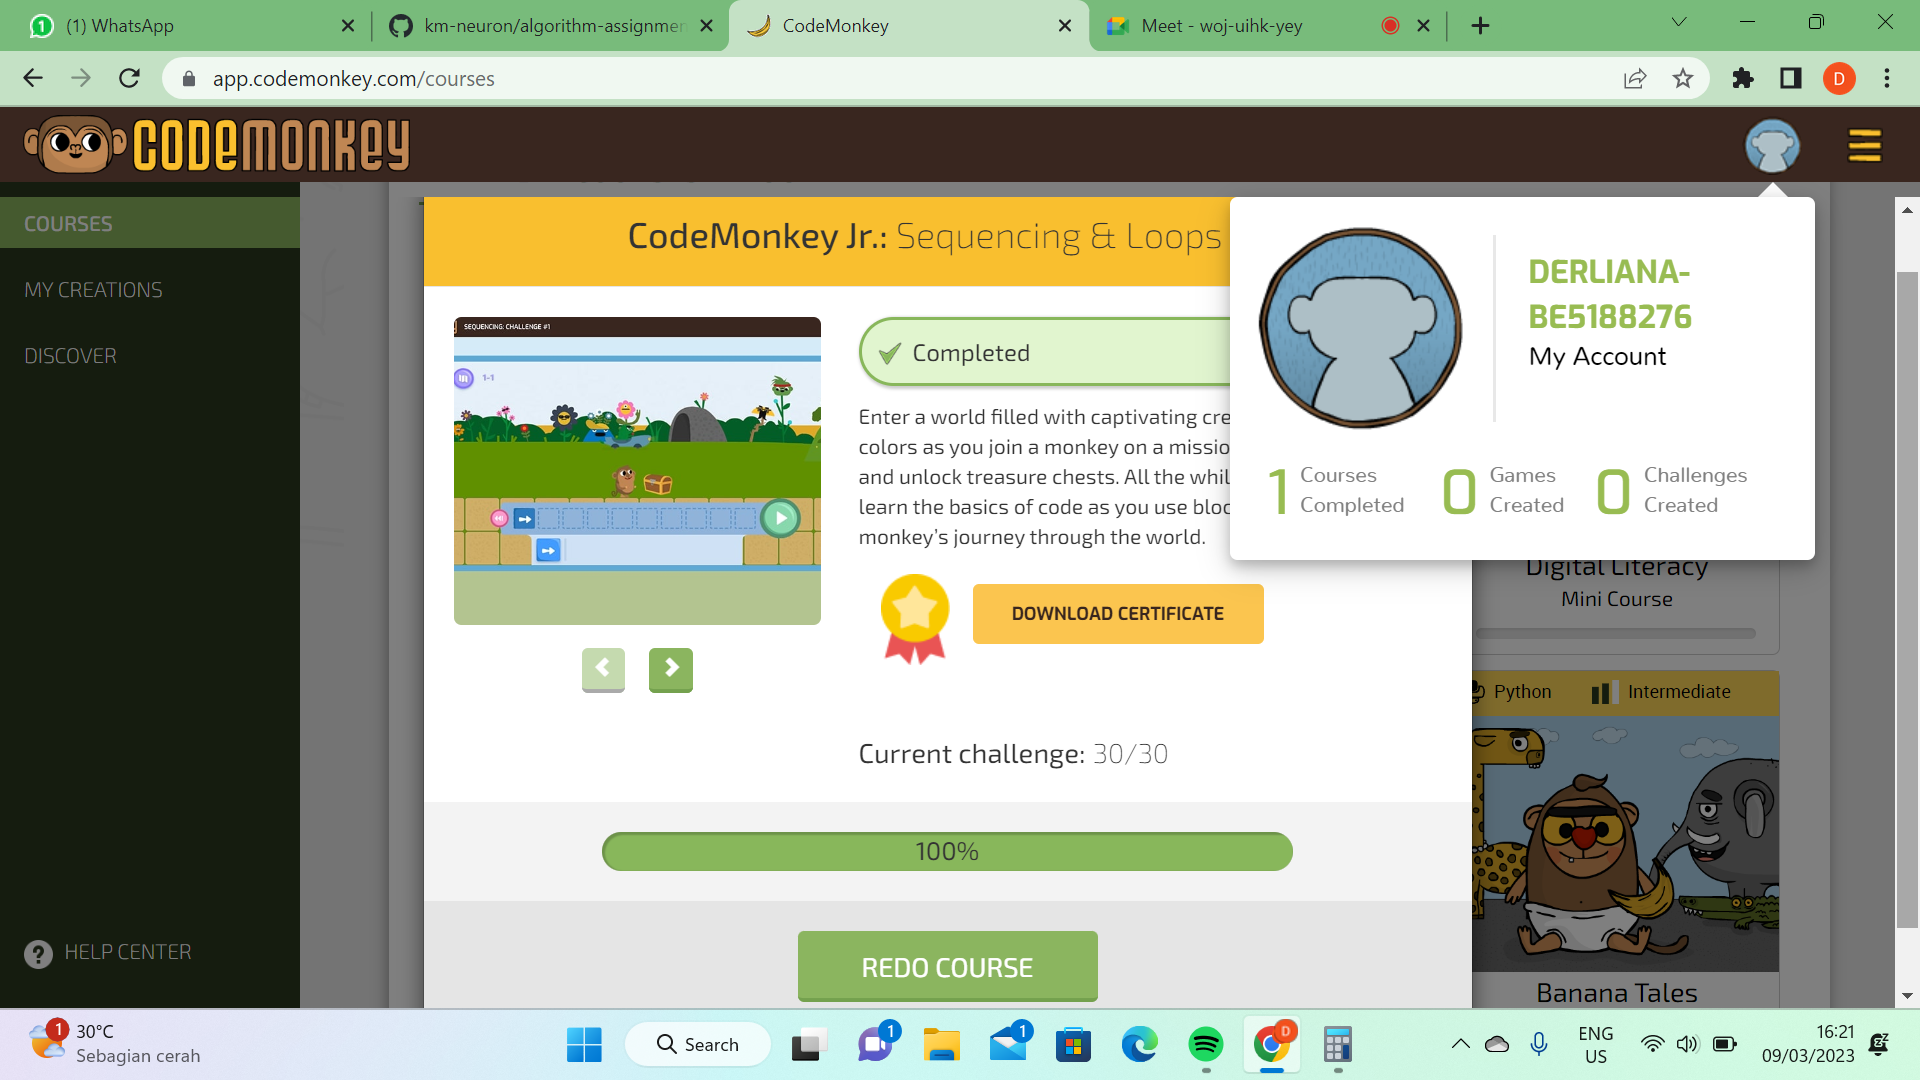 (1) WhatsApp
km-neuron/algorithm-assignmen
CodeMonkey
Meet - woj-uihk-yey
app.codemonkey.com/courses
D
CODEMONKEY
COURSES
MY CREATIONS
DISCOVER
HELP CENTER
CodeMonkey Jr.: Sequencing & Loops
SEQUENCING: CHALLENGE #1
1-1
Completed
Enter a world filled with captivating cre
colors as you join a monkey on a missio
and unlock treasure chests. All the whil
learn the basics of code as you use bloc
monkey's journey through the world.
DOWNLOAD CERTIFICATE
Current challenge: 30/30
100%
REDO COURSE
DERLIANA-
BE5188276
My Account
1 Courses Completed
0 Games Created
0 Challenges Created
Digital Literacy
Mini Course
Python
Intermediate
Banana Tales
1
30°C
Sebagian cerah
Search
1
1
D
ENG
US
16:21
09/03/2023